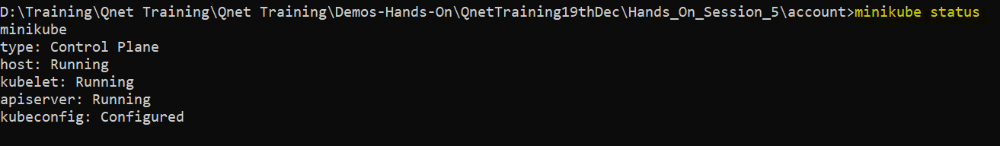 D:\Training\Qnet Training\Qnet Training\Demos-Hands-On\QnetTraining19thDec\Hands_On_Session_5\account>minikube status
minikube
type: Control Plane
host: Running
kubelet: Running
apiserver: Running
kubeconfig: Configured